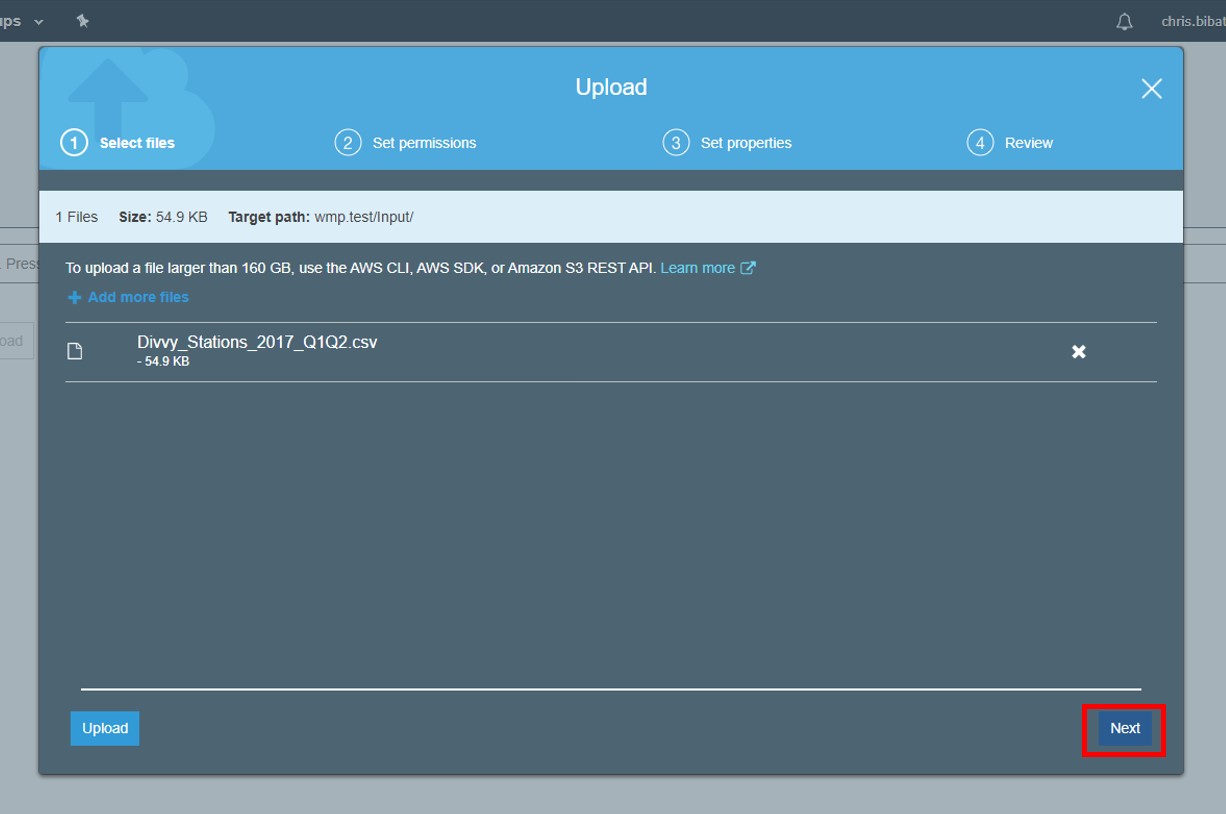 ups
chris.bibat
Upload
1 Select files
2 Set permissions
3 Set properties
4 Review
1 Files Size: 54.9 KB Target path: wmp.test/Input/
Press
To upload a file larger than 160 GB, use the AWS CLI, AWS SDK, or Amazon S3 REST API. Learn more
Add more files
oad
Divvy_Stations_2017_Q1Q2.csv
- 54.9 KB
Upload
Next